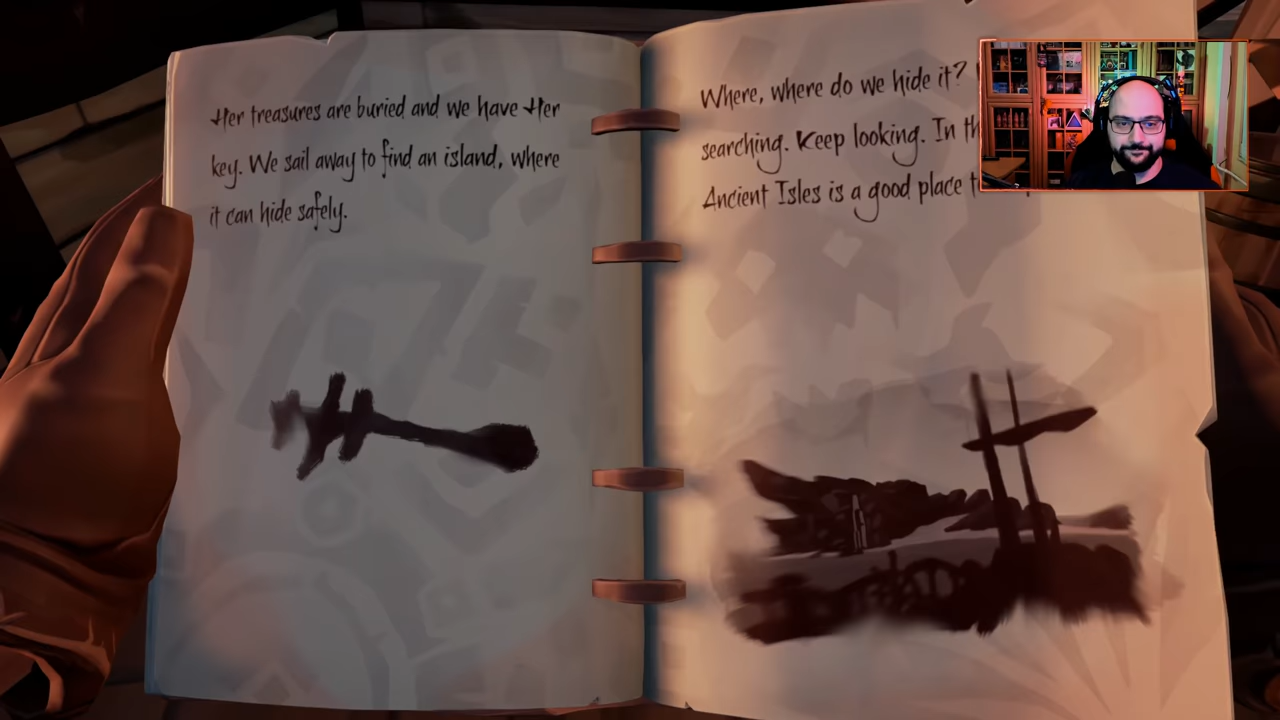 Her treasures are buried and we have Her
key. We sail away to find an island, where
it can hide safely.
Where, where do we hide it?
searching. Keep looking. In
Ancient Isles is a good place